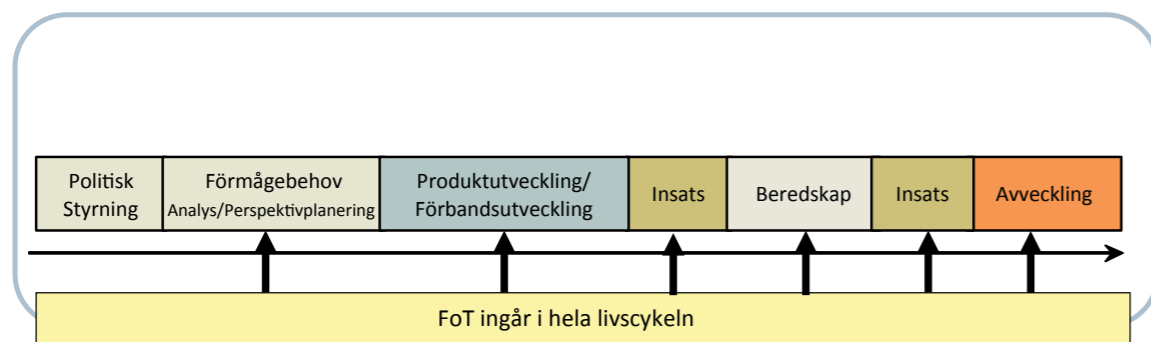 Politisk
Styrning
Förmågebehov
Analys/Perspektivplanering
Produktutveckling/
Förbandsutveckling
Insats
Beredskap
Insats
Avveckling
FoT ingår i hela livscykeln